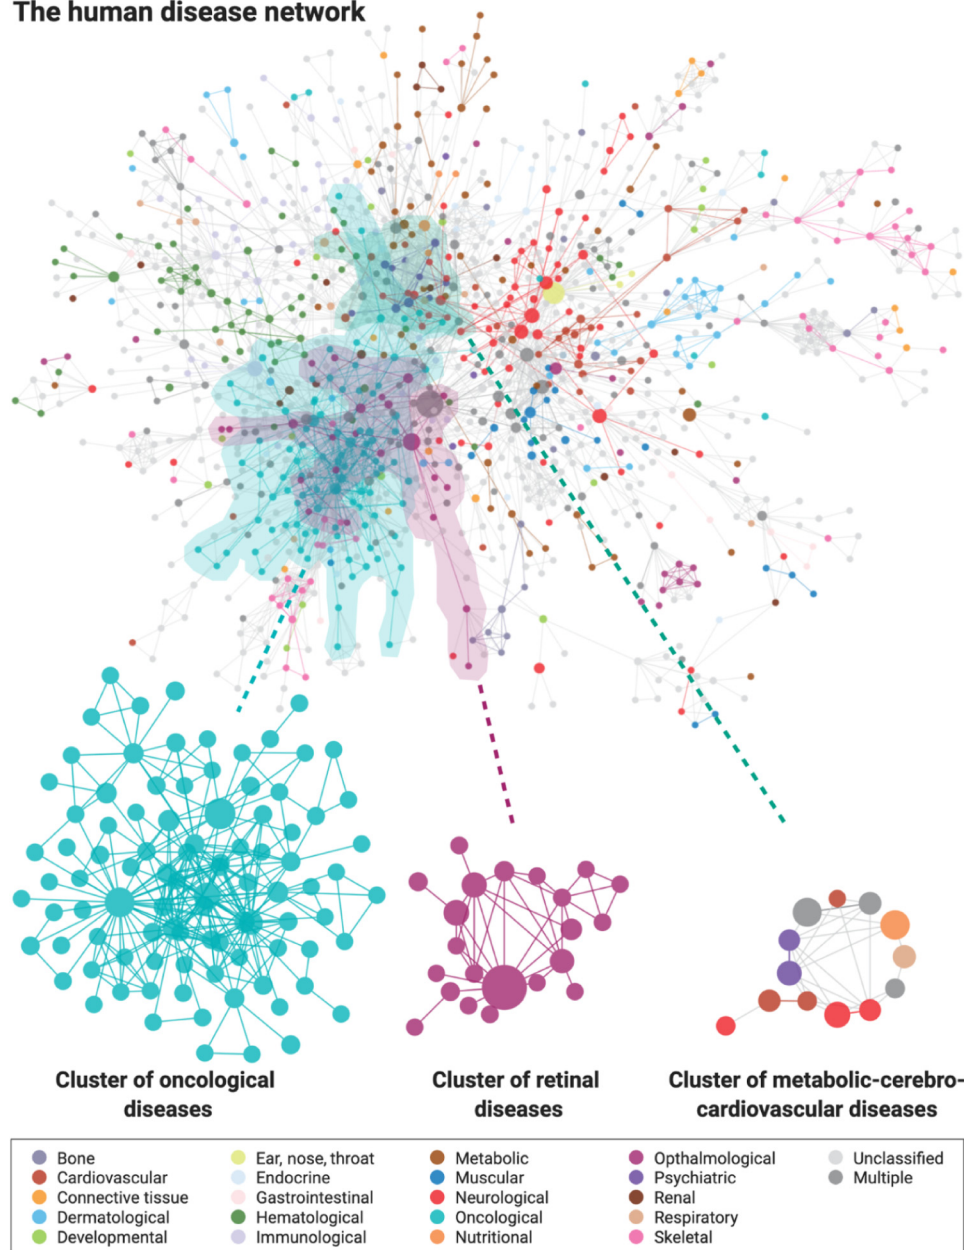 The human disease network
Cluster of oncological
diseases
Cluster of retinal
diseases
Cluster of metabolic-cerebro-
cardiovascular diseases
Bone
Cardiovascular
Connective tissue
Dermatological
Developmental
Ear, nose, throat
Endocrine
Gastrointestinal
Hematological
Immunological
Metabolic
Muscular
Neurological
Oncological
Nutritional
Opthalmological
Psychiatric
Renal
Respiratory
Skeletal
Unclassified
Multiple